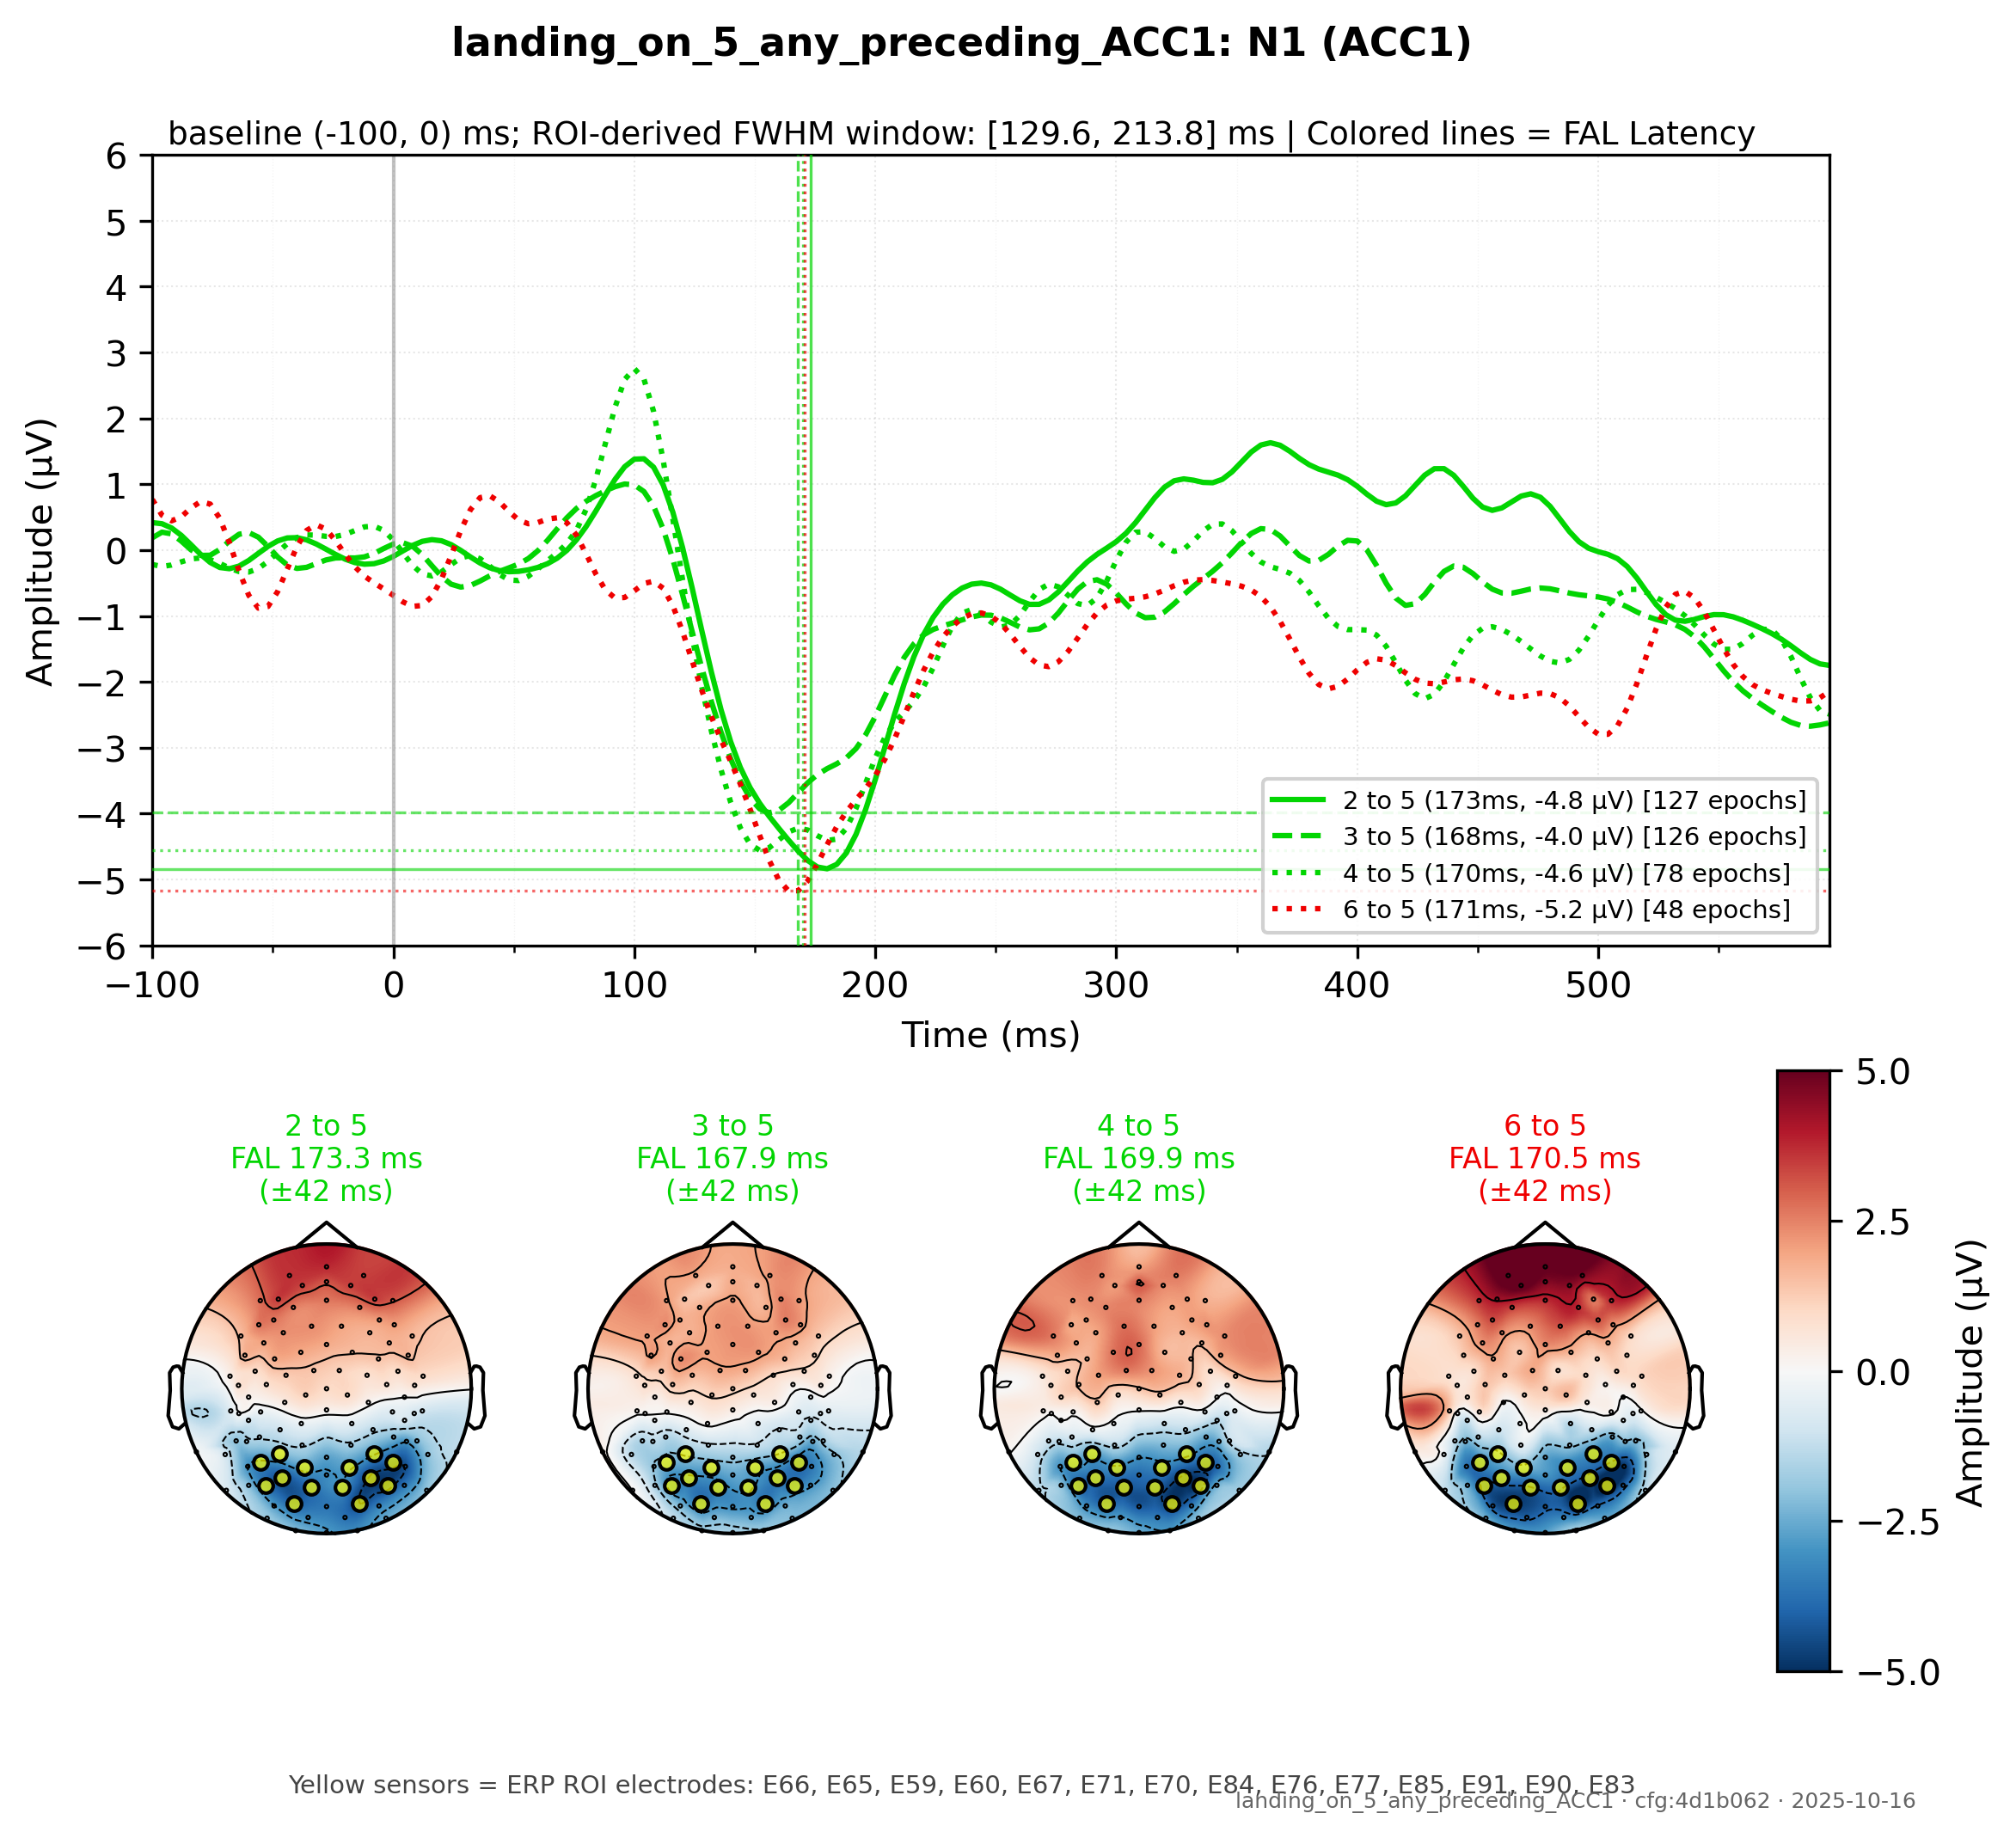 landing_on_5_any_preceding_ACC1: N1 (ACC1)
baseline (-100, 0) ms; ROI-derived FWHM window: [129.6, 213.8] ms | Colored lines = FAL Latency
6
5
4
3
2
1
0
−1
−2
−3
−4
−5
−6
Amplitude (µV)
2 to 5 (173ms, -4.8 µV) [127 epochs]
3 to 5 (168ms, -4.0 µV) [126 epochs]
4 to 5 (170ms, -4.6 µV) [78 epochs]
6 to 5 (171ms, -5.2 µV) [48 epochs]
−100 0 100 200 300 400 500
Time (ms)
2 to 5
FAL 173.3 ms
(±42 ms)
3 to 5
FAL 167.9 ms
(±42 ms)
4 to 5
FAL 169.9 ms
(±42 ms)
6 to 5
FAL 170.5 ms
(±42 ms)
5.0
2.5
0.0
−2.5
−5.0
Amplitude (µV)
Yellow sensors = ERP ROI electrodes: E66, E65, E59, E60, E67, E71, E70, E84, E76, E77, E85, E91, E90, E83
landing_on_5_any_preceding_ACC1 · cfg:4d1b062 · 2025-10-16